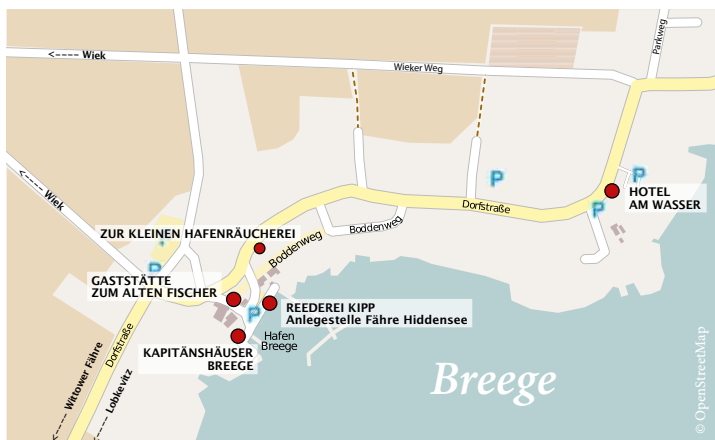 Parkweg
<---- Wiek
Wieker Weg
P
P
HOTEL
AM WASSER
P
<---- Wiek
Dorfstraße
Boddenweg
ZUR KLEINEN HAFENRÄUCHEREI
Boddenweg
P
GASTSTÄTTE
ZUM ALTEN FISCHER
REEDEREI KIPP
Anlegestelle Fähre Hiddensee
P
Hafen
Breege
KAPITÄNSHÄUSER
BREEGE
Dorfstraße
<---- Wittower Fähre
<---- Lobkevitz
Breege
© OpenStreetMap